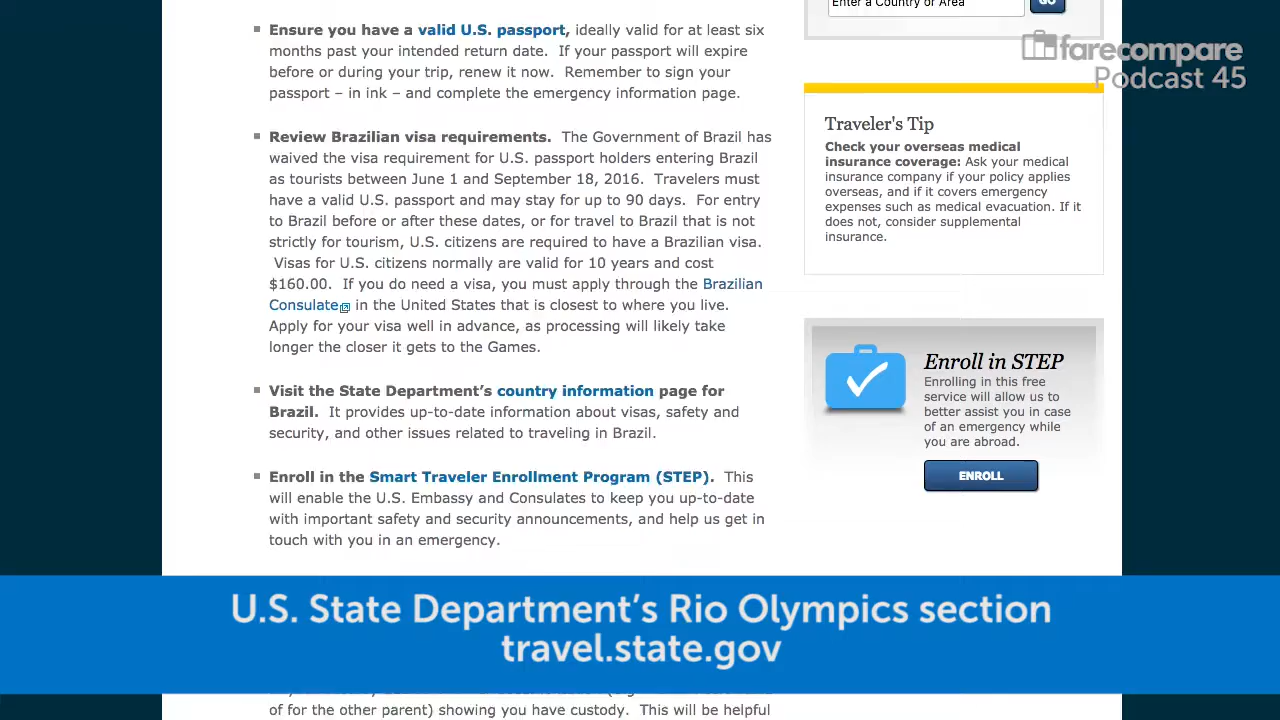 Enter a Country or Area
GO
farecompare
Podcast 45
Ensure you have a valid U.S. passport, ideally valid for at least six
months past your intended return date.  If your passport will expire
before or during your trip, renew it now.  Remember to sign your
passport – in ink – and complete the emergency information page.
Review Brazilian visa requirements.  The Government of Brazil has
waived the visa requirement for U.S. passport holders entering Brazil
as tourists between June 1 and September 18, 2016.  Travelers must
have a valid U.S. passport and may stay for up to 90 days.  For entry
to Brazil before or after these dates, or for travel to Brazil that is not
strictly for tourism, U.S. citizens are required to have a Brazilian visa.
Visas for U.S. citizens normally are valid for 10 years and cost
$160.00.  If you do need a visa, you must apply through the Brazilian
Consulate in the United States that is closest to where you live.
Apply for your visa well in advance, as processing will likely take
longer the closer it gets to the Games.
Visit the State Department’s country information page for
Brazil.  It provides up-to-date information about visas, safety and
security, and other issues related to traveling in Brazil.
Enroll in the Smart Traveler Enrollment Program (STEP).  This
will enable the U.S. Embassy and Consulates to keep you up-to-date
with important safety and security announcements, and help us get in
touch with you in an emergency.
Traveler's Tip
Check your overseas medical
insurance coverage: Ask your medical
insurance company if your policy applies
overseas, and if it covers emergency
expenses such as medical evacuation. If it
does not, consider supplemental
insurance.
Enroll in STEP
Enrolling in this free
service will allow us to
better assist you in case
of an emergency while
you are abroad.
ENROLL
U.S. State Department’s Rio Olympics section
travel.state.gov
of for the other parent) showing you have custody.  This will be helpful